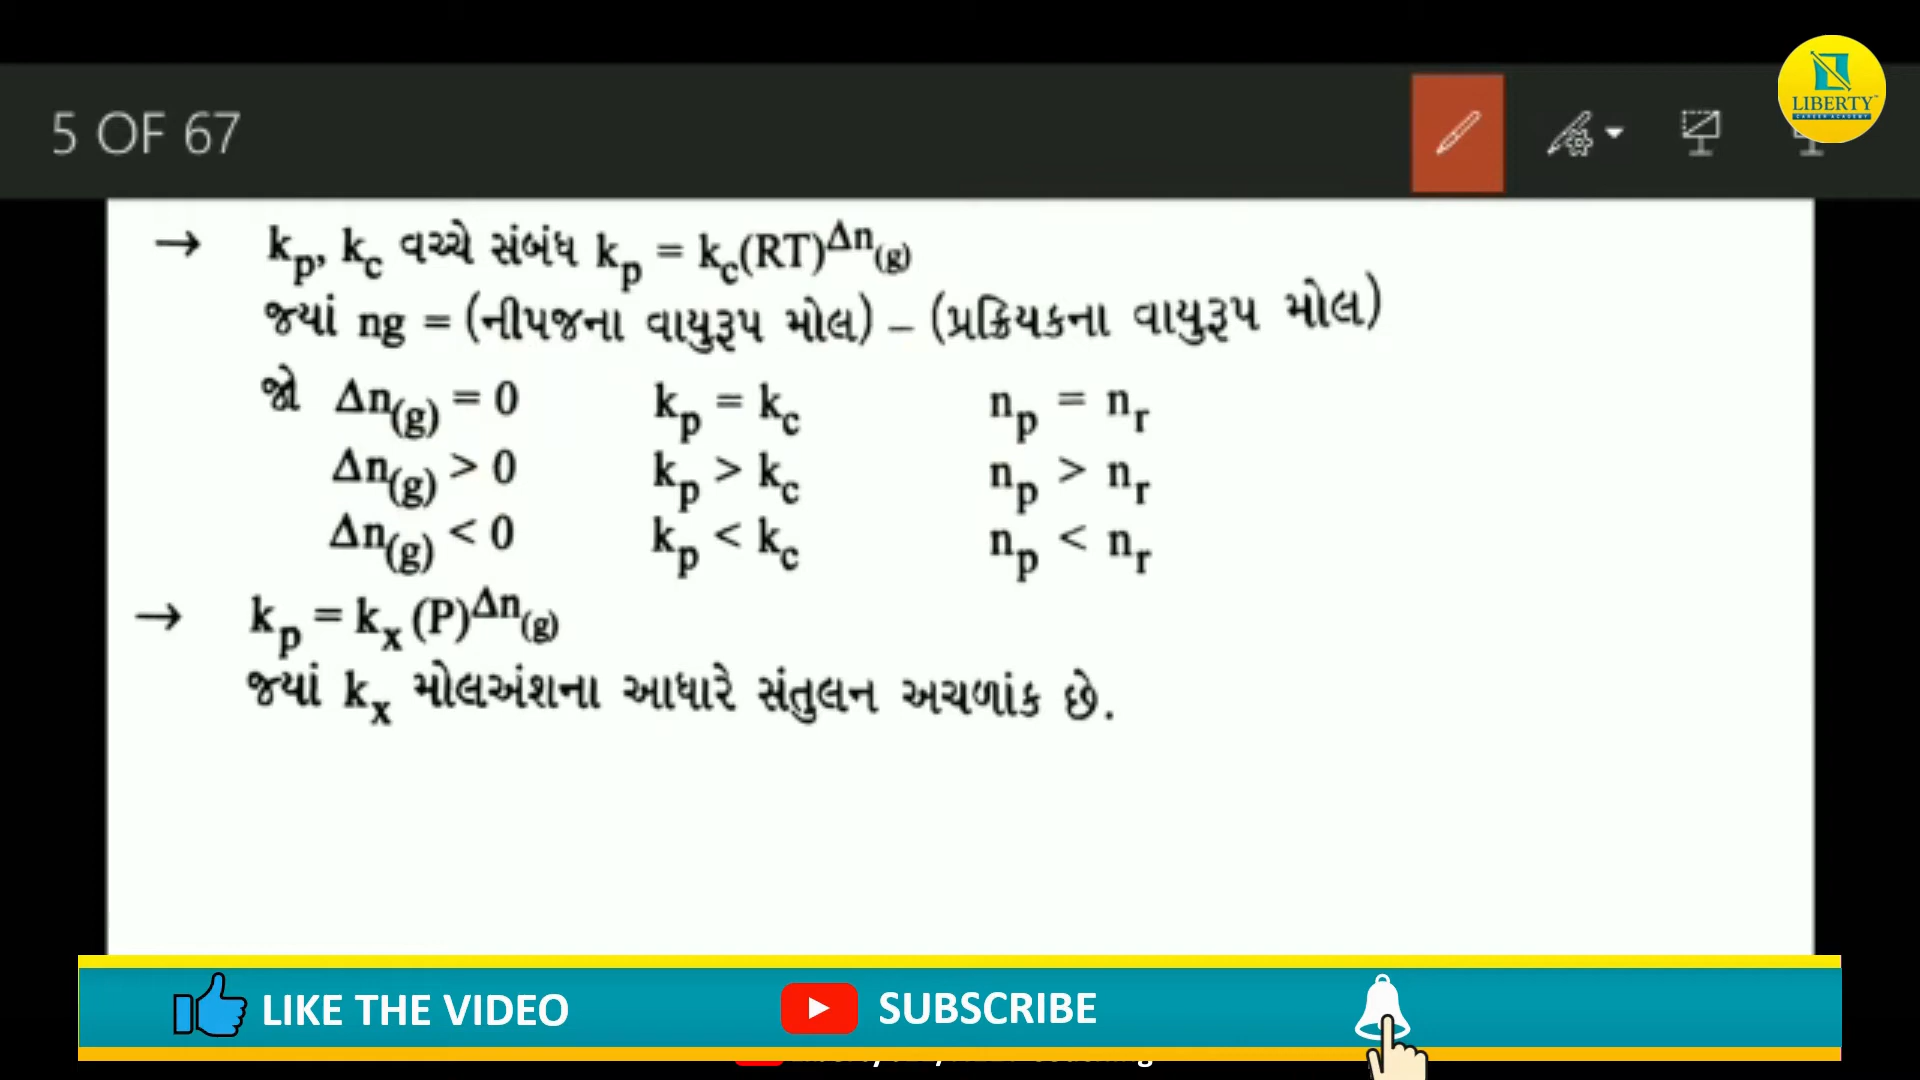 5 OF 67
LIBERTY
CAREER ACADEMY
→ kp, kc વચ્ચે સંબંધ kp = kc(RT)^Δn(g)
જ્યાં ng = (નીપજના વાયુરૂપ મોલ) – (પ્રક્રિયકના વાયુરૂપ મોલ)
જો Δn(g) = 0 kp = kc np = nr
Δn(g) > 0 kp > kc np > nr
Δn(g) < 0 kp < kc np < nr
→ kp = kx (P)^Δn(g)
જ્યાં kx મોલઅંશના આધારે સંતુલન અચળાંક છે.
LIKE THE VIDEO SUBSCRIBE